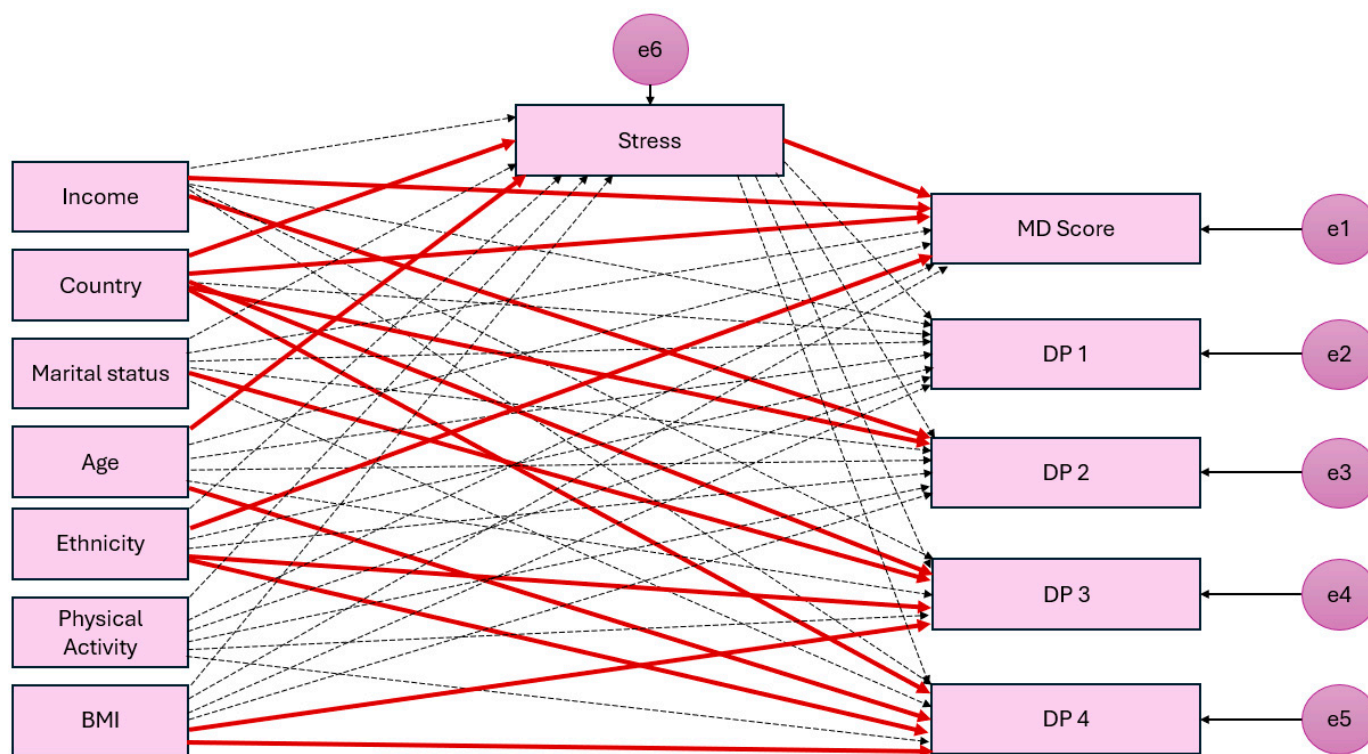 e6
Stress
Income
Country
Marital status
Age
Ethnicity
Physical
Activity
BMI
MD Score
DP 1
DP 2
DP 3
DP 4
e1
e2
e3
e4
e5